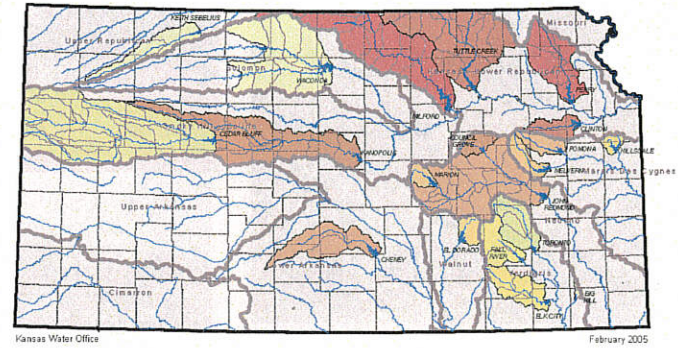 KEITH SEBELIUS
Missouri
Upper Republican
TUTTLE CREEK
Solomon
Kansas Lower Republican
WACONDA
PERRY
MILFORD
CLINTON
CEDAR BLUFF
COUNCIL
GROVE
POMONA
HILLSDALE
KANOPOLIS
MELVERN
Marais Des Cygnes
MARION
Upper Arkansas
JOHN
REDMOND
Neosho
TORONTO
EL DORADO
FALL
RIVER
CHENEY
Lower Arkansas
Walnut
Verdigris
Cimarron
BIG
HILL
ELK CITY
Kansas Water Office
February 2005